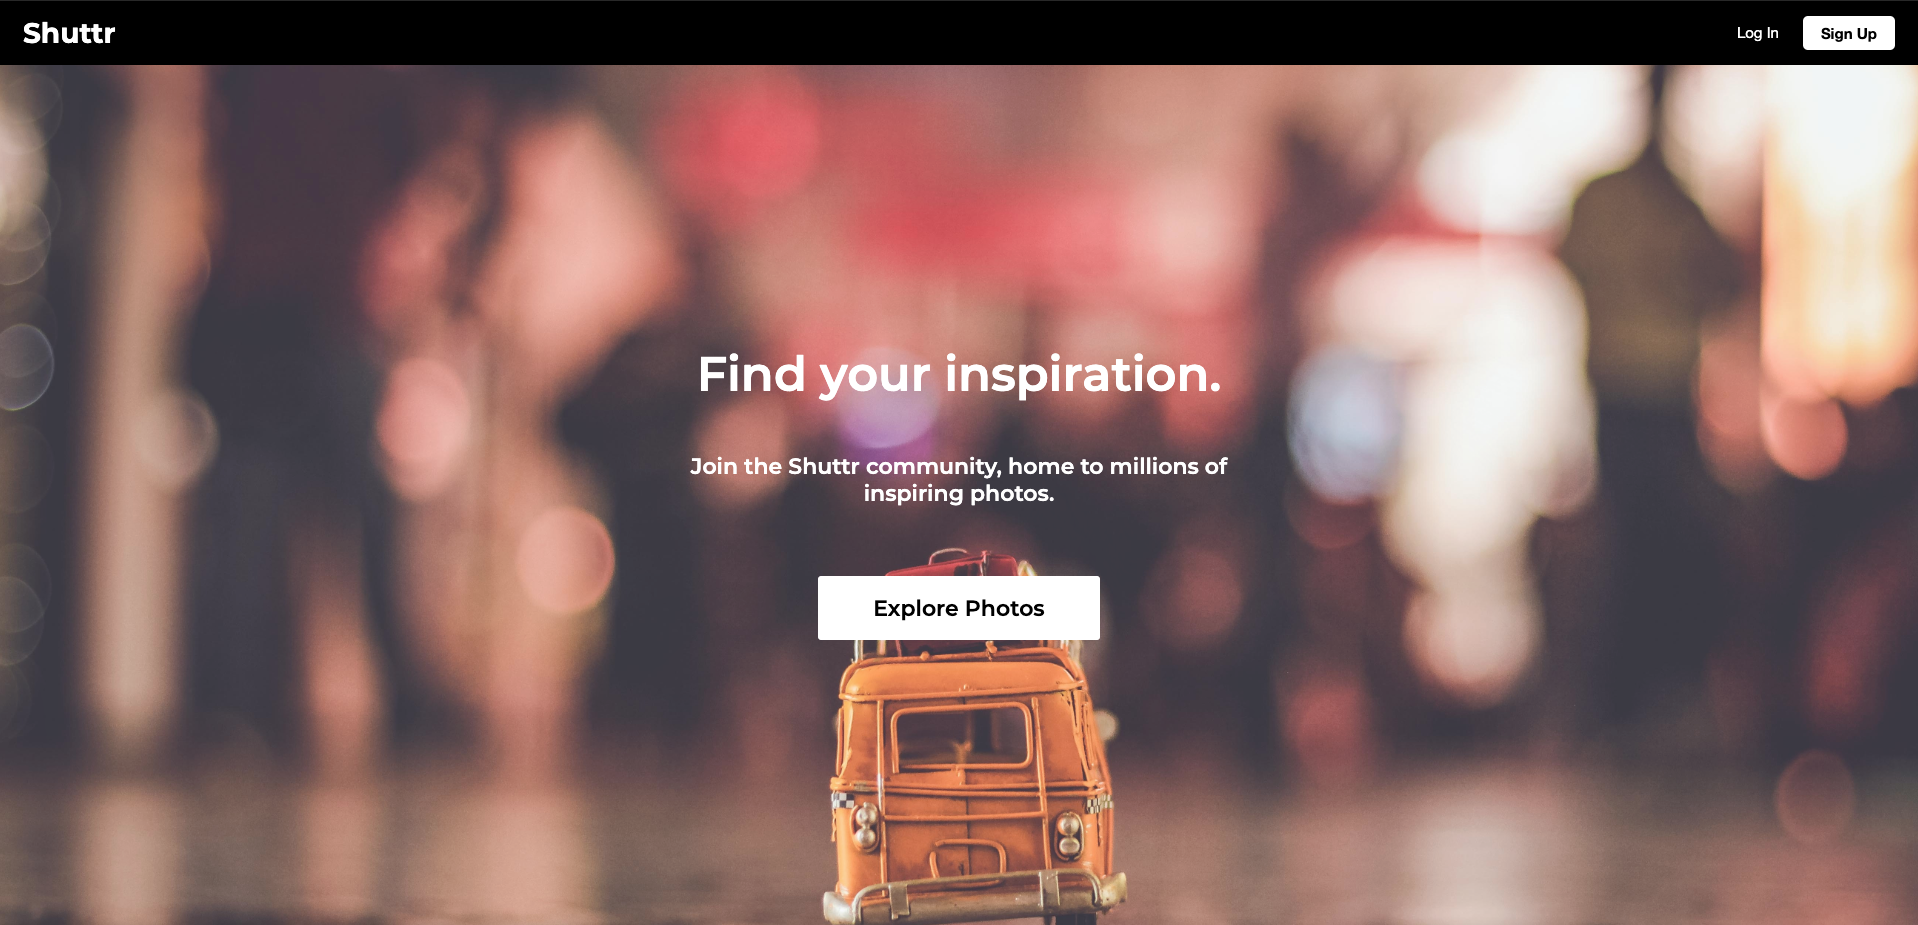 Shuttr
Log In
Sign Up
Find your inspiration.
Join the Shuttr community, home to millions of
inspiring photos.
Explore Photos